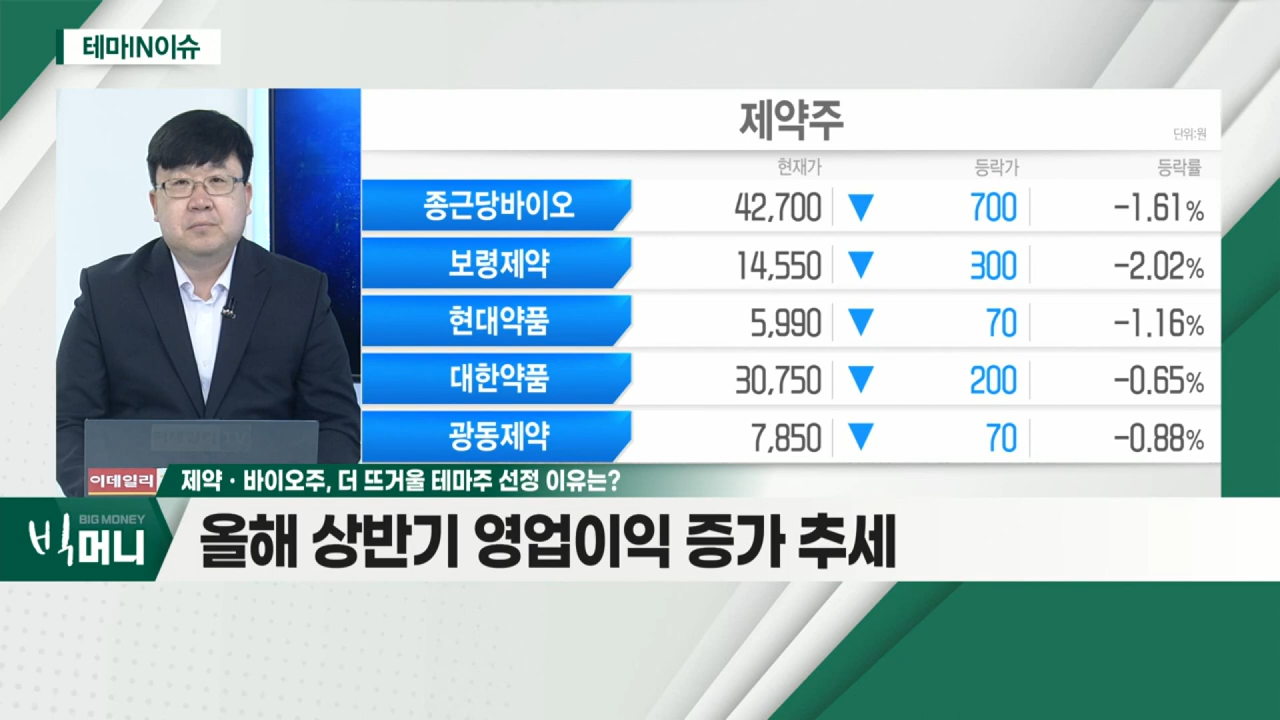 테마IN이슈
제약주
단위:원
현재가 등락가 등락률
종근당바이오 42,700 ▼ 700 -1.61%
보령제약 14,550 ▼ 300 -2.02%
현대약품 5,990 ▼ 70 -1.16%
대한약품 30,750 ▼ 200 -0.65%
광동제약 7,850 ▼ 70 -0.88%
이데일리 제약·바이오주, 더 뜨거울 테마주 선정 이유는?
BIG MONEY
빅머니 올해 상반기 영업이익 증가 추세